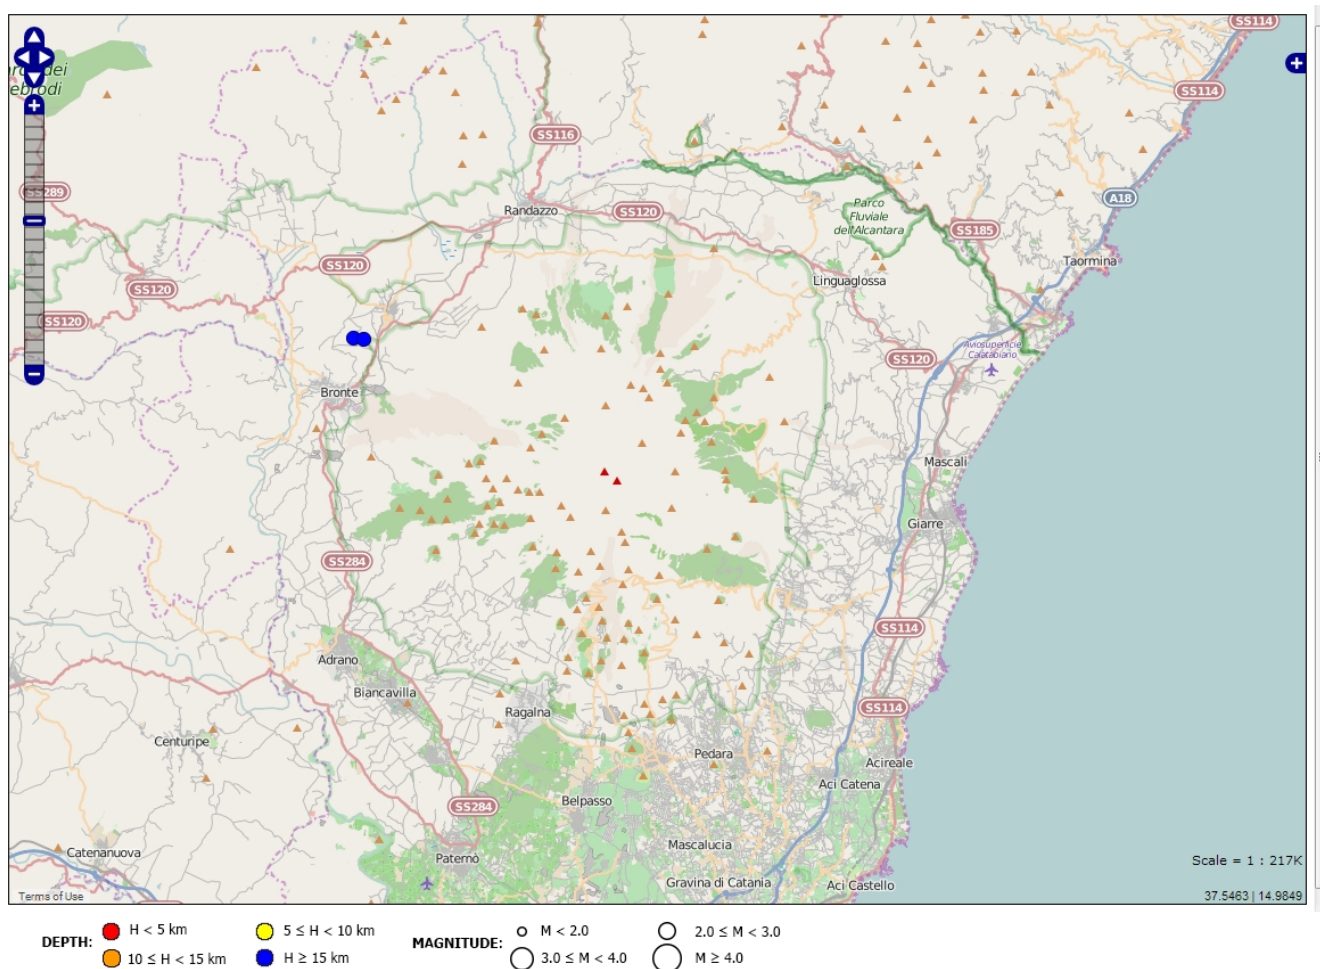 SS114
arco dei
ebrodi
SS114
SS116
SS289
A18
Randazzo
SS120
Parco
Fluviale
dell'Alcantara
SS185
Taormina
SS120
Linguaglossa
SS120
SS120
Aviosuperficie
Calatabiano
SS120
Bronte
Mascali
Giarre
SS284
SS114
Adrano
Biancavilla
SS114
Ragalna
Centuripe
Pedara
Acireale
Aci Catena
Belpasso
SS284
Mascalucia
Catenanuova
Paternò
Scale = 1 : 217K
Gravina di Catania
Aci Castello
Terms of Use
37.5463 | 14.9849
DEPTH: H < 5 km 5 ≤ H < 10 km MAGNITUDE: M < 2.0 2.0 ≤ M < 3.0
10 ≤ H < 15 km H ≥ 15 km 3.0 ≤ M < 4.0 M ≥ 4.0